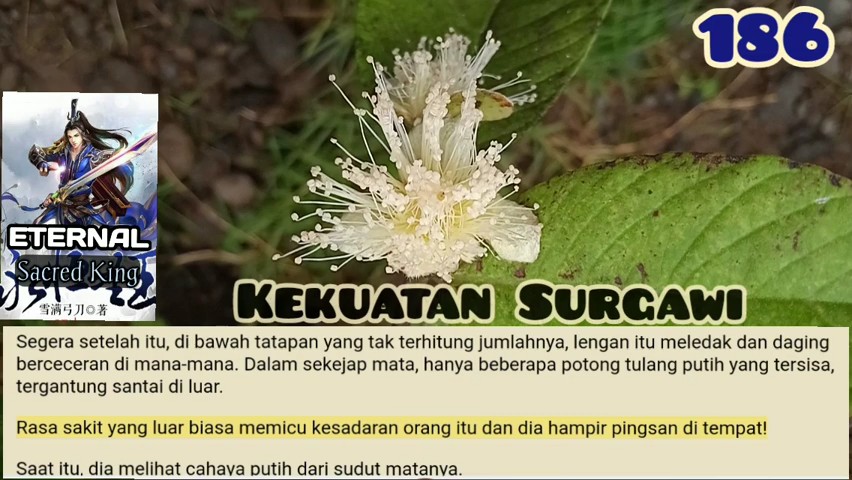 186
ETERNAL
Sacred King
雪满弓刀◎著
KEKUATAN SURGAWI
Segera setelah itu, di bawah tatapan yang tak terhitung jumlahnya, lengan itu meledak dan daging
berceceran di mana-mana. Dalam sekejap mata, hanya beberapa potong tulang putih yang tersisa,
tergantung santai di luar.
Rasa sakit yang luar biasa memicu kesadaran orang itu dan dia hampir pingsan di tempat!
Saat itu, dia melihat cahaya putih dari sudut matanya.